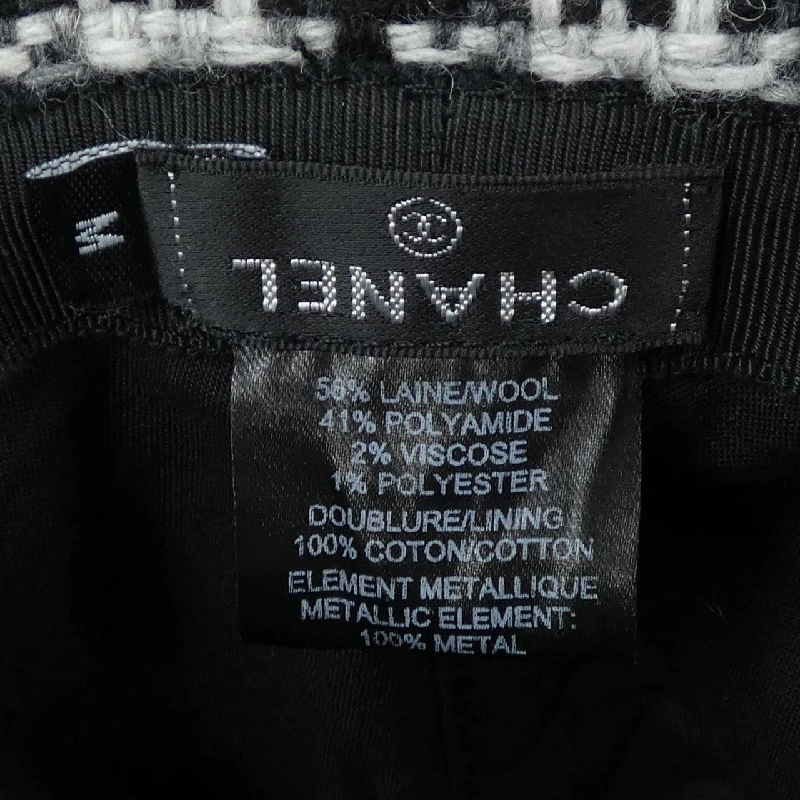 M
CHANEL
56% LAINE/WOOL
41% POLYAMIDE
2% VISCOSE
1% POLYESTER
DOUBLURE/LINING
100% COTON/COTTON
ELEMENT METALLIQUE
METALLIC ELEMENT:
100% METAL